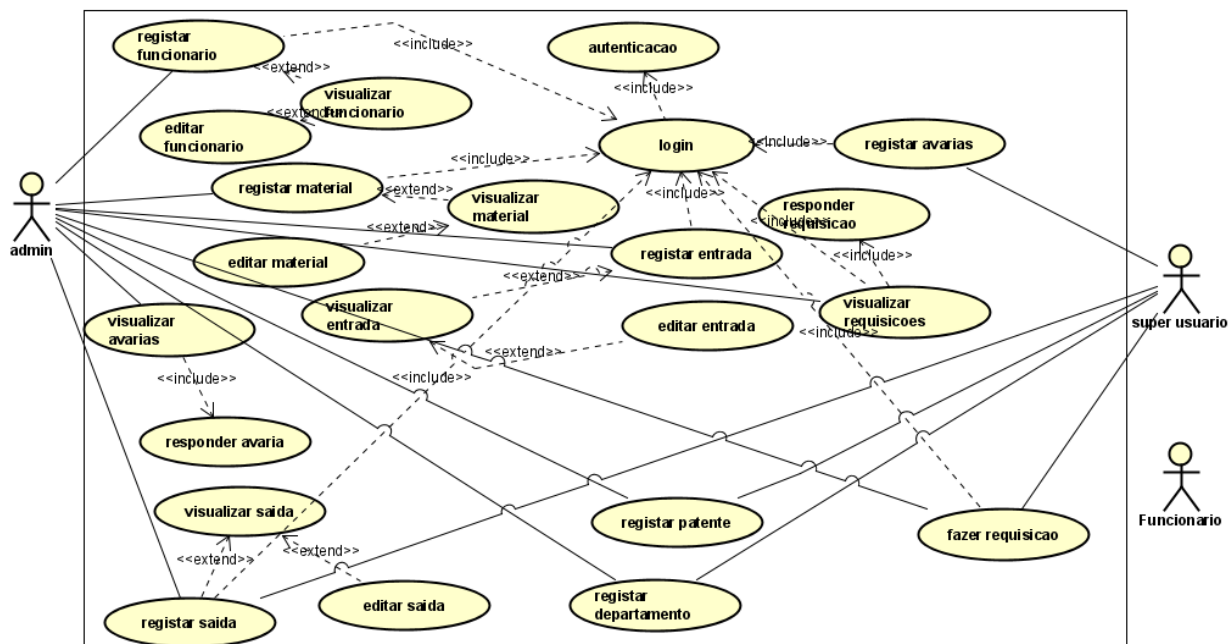 registar
funcionario
<<include>>
autenticacao
<<extend>>
<<include>>
visualizar
funcionario
<<extend>>
editar
funcionario
login
<<include>>
registar avarias
<<include>>
registar material
<<extend>>
visualizar
material
<<include>>
responder
requisicao
<<include>>
admin
<<extend>>
editar material
registar entrada
<<include>>
<<extend>>
visualizar
entrada
visualizar
requisicoes
super usuario
visualizar
avarias
editar entrada
<<include>>
<<extend>>
<<include>>
<<include>>
responder avaria
visualizar saida
registar patente
Funcionario
fazer requisicao
<<extend>>
<<extend>>
registar saida
editar saida
registar
departamento